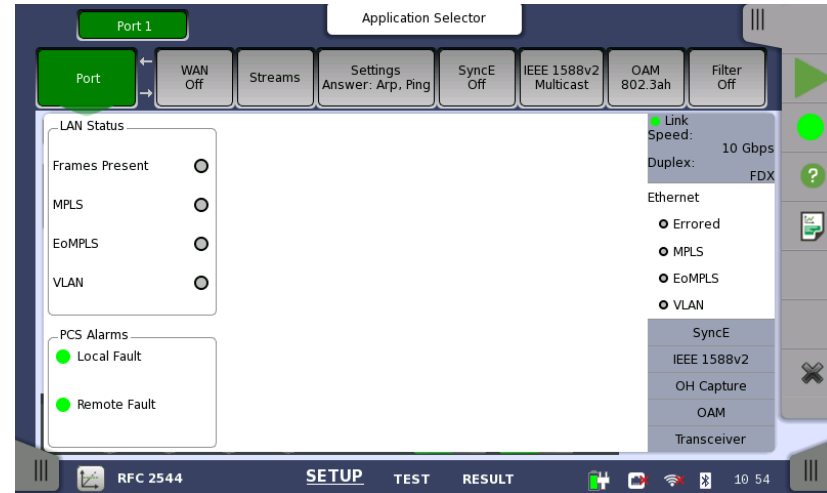 Port 1
Application Selector
Port
WAN
Off
Streams
Settings
Answer: Arp, Ping
SyncE
Off
IEEE 1588v2
Multicast
OAM
802.3ah
Filter
Off
LAN Status
Frames Present
MPLS
EoMPLS
VLAN
PCS Alarms
Local Fault
Remote Fault
Link
Speed:
10 Gbps
Duplex:
FDX
Ethernet
Errored
MPLS
EoMPLS
VLAN
SyncE
IEEE 1588v2
OH Capture
OAM
Transceiver
?
RFC 2544
SETUP
TEST
RESULT
10 54